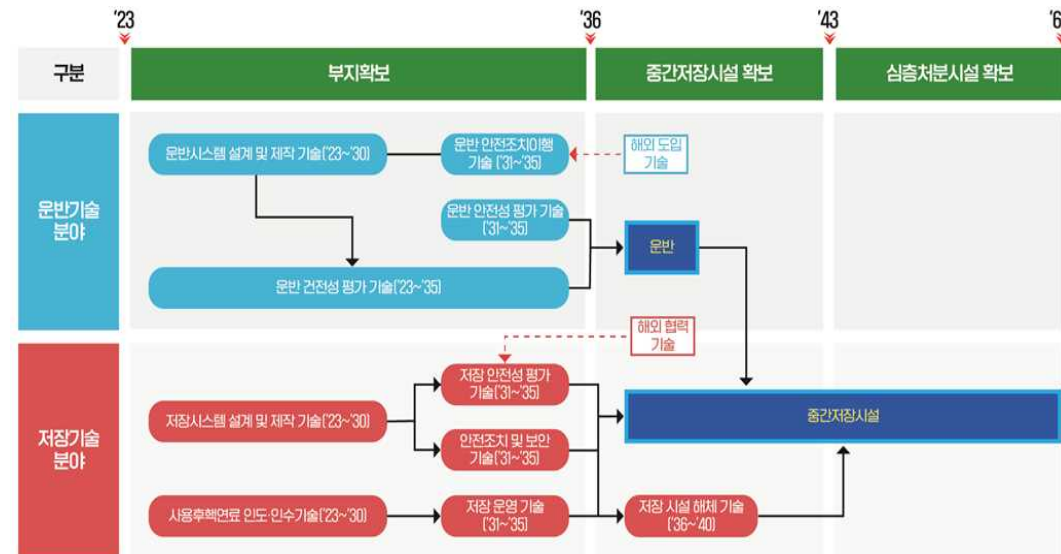 '23
'36
'43
'6
구분
부지확보
중간저장시설 확보
심층처분시설 확보
운반기술
분야
운반시스템 설계 및 제작 기술('23~'30)
운반 안전조치이행
기술 ('31~'35)
해외 도입
기술
운반 안전성 평가 기술
('31~'35)
운반
운반 건전성 평가 기술('23~'35)
해외 협력
기술
저장기술
분야
저장 안전성 평가
기술('31~'35)
저장시스템 설계 및 제작 기술('23~'30)
중간저장시설
안전조치 및 보안
기술('31~'35)
사용후핵연료 인도·인수기술('23~'30)
저장 운영 기술
('31~'35)
저장 시설 해체 기술
('36~'40)